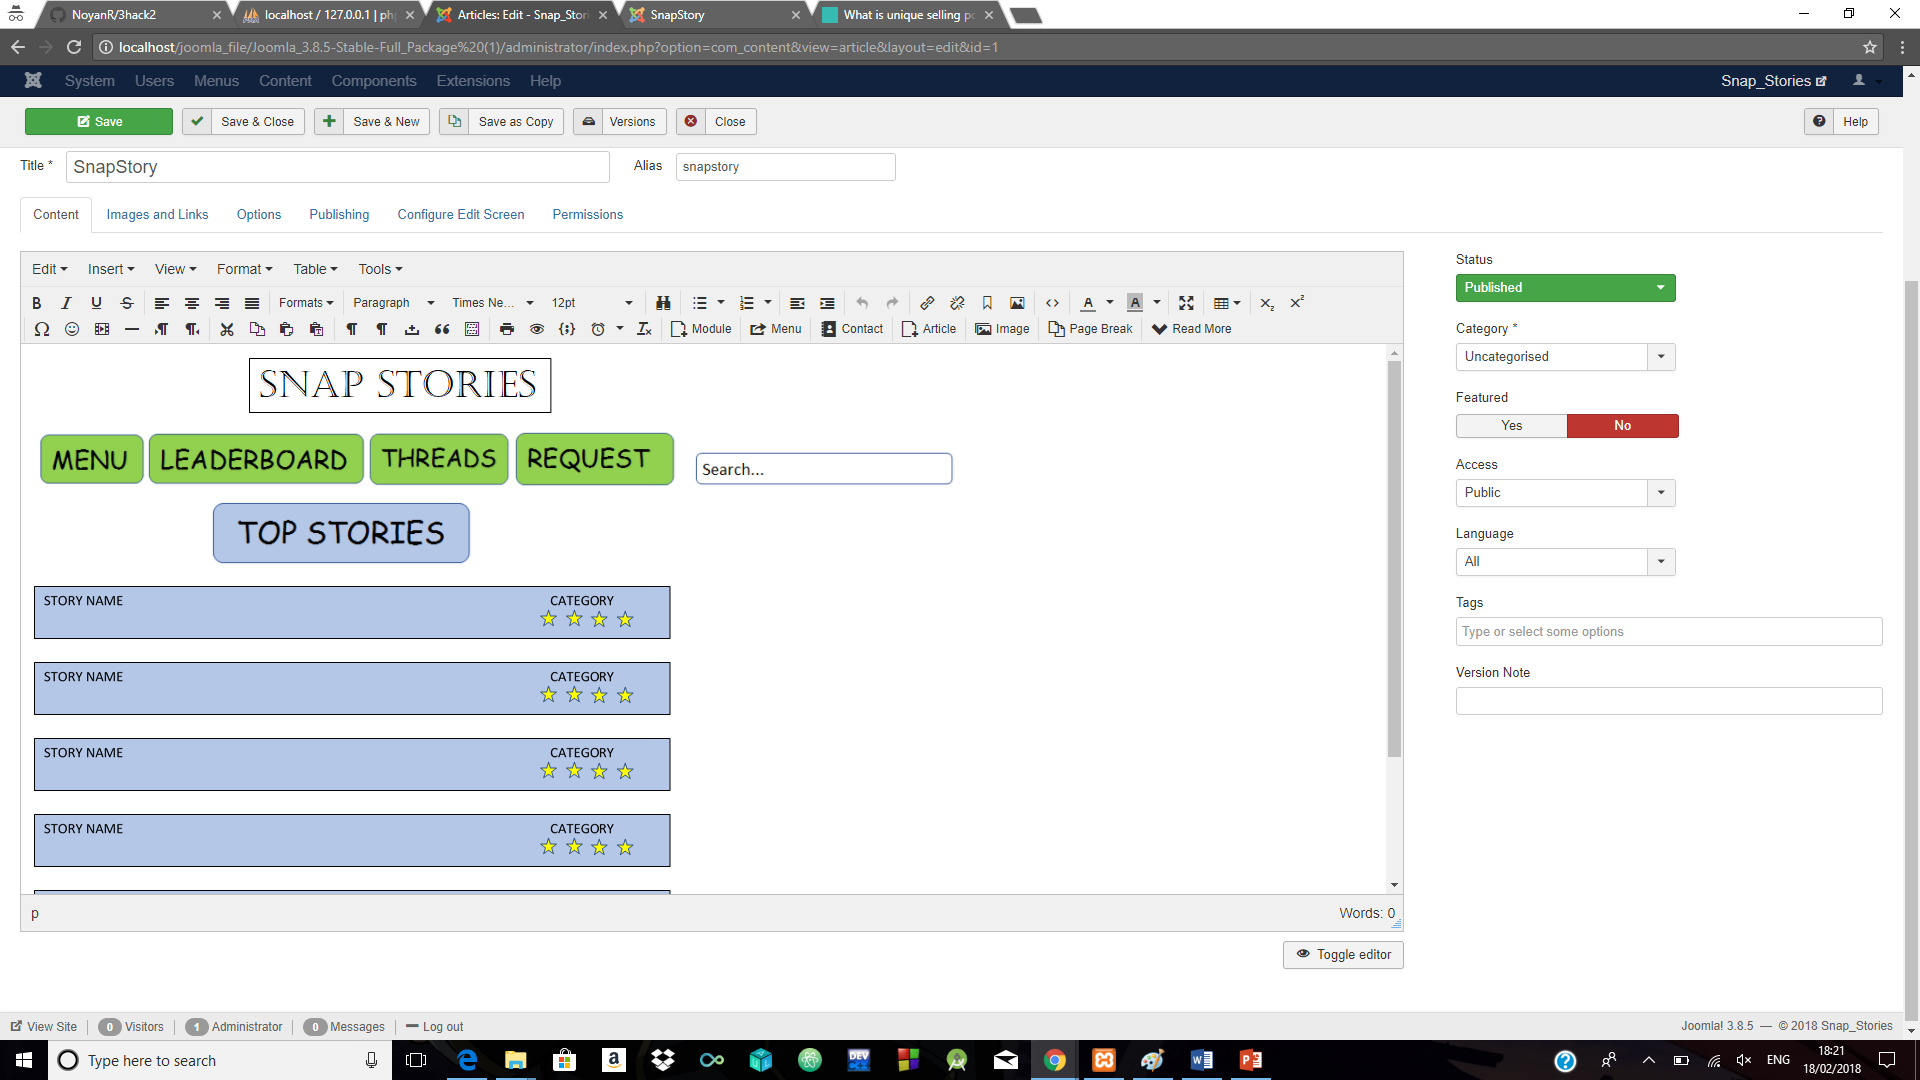 NoyanR/3hack2
localhost / 127.0.0.1 | ph
Articles: Edit - Snap_Stori
SnapStory
What is unique selling po
localhost/joomla_file/Joomla_3.8.5-Stable-Full_Package%20(1)/administrator/index.php?option=com_content&view=article&layout=edit&id=1
System Users Menus Content Components Extensions Help Snap_Stories
Save Save & Close Save & New Save as Copy Versions Close Help
Title * SnapStory Alias snapstory
Content Images and Links Options Publishing Configure Edit Screen Permissions
Edit Insert View Format Table Tools
B I U S Formats Paragraph Times Ne... 12pt
Module Menu Contact Article Image Page Break Read More
SNAP STORIES
MENU LEADERBOARD THREADS REQUEST
Search...
TOP STORIES
STORY NAME CATEGORY
STORY NAME CATEGORY
STORY NAME CATEGORY
STORY NAME CATEGORY
p Words: 0
Toggle editor
Status
Published
Category *
Uncategorised
Featured
Yes No
Access
Public
Language
All
Tags
Type or select some options
Version Note
View Site 0 Visitors 1 Administrator 0 Messages Log out
Joomla! 3.8.5 — © 2018 Snap_Stories
Type here to search
ENG
18:21
18/02/2018